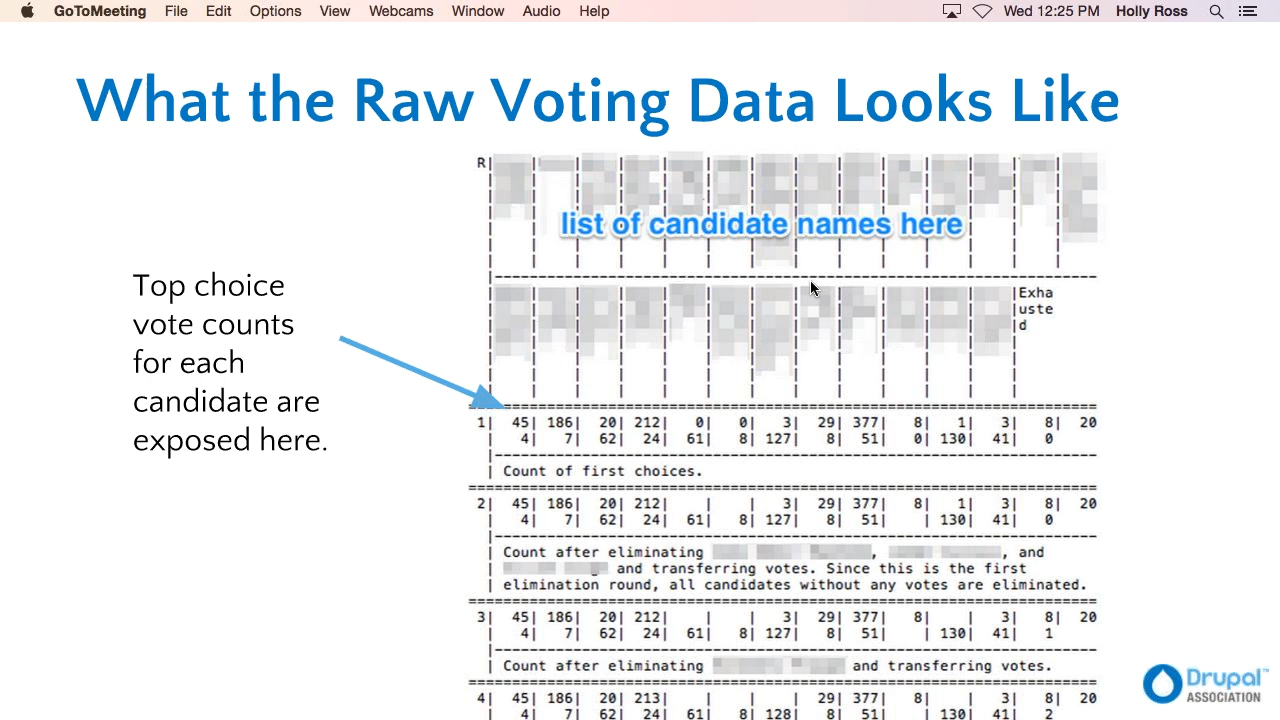 GoToMeeting File Edit Options View Webcams Window Audio Help Wed 12:25 PM Holly Ross
What the Raw Voting Data Looks Like
R|
list of candidate names here
Top choice
vote counts
for each
candidate are
exposed here.
|Exha
uste
d
1| 45| 186| 20| 212| 0| 0| 3| 29| 377| 8| 1| 3| 8| 20
| 4| 7| 62| 24| 61| 8| 127| 8| 51| 0| 130| 41| 0
| Count of first choices.
2| 45| 186| 20| 212| | | 3| 29| 377| 8| 1| 3| 8| 20
| 4| 7| 62| 24| 61| 8| 127| 8| 51| | 130| 41| 0
| Count after eliminating , , and
| and transferring votes. Since this is the first
| elimination round, all candidates without any votes are eliminated.
3| 45| 186| 20| 212| | | 3| 29| 377| 8| | 3| 8| 20
| 4| 7| 62| 24| 61| 8| 127| 8| 51| | 130| 41| 1
| Count after eliminating and transferring votes.
4| 45| 186| 20| 213| | | | 29| 377| 8| | 3| 8| 20
| 4| 7| 62| 24| 61| 8| 128| 8| 51| | 130| 41| 2
Drupal™
ASSOCIATION